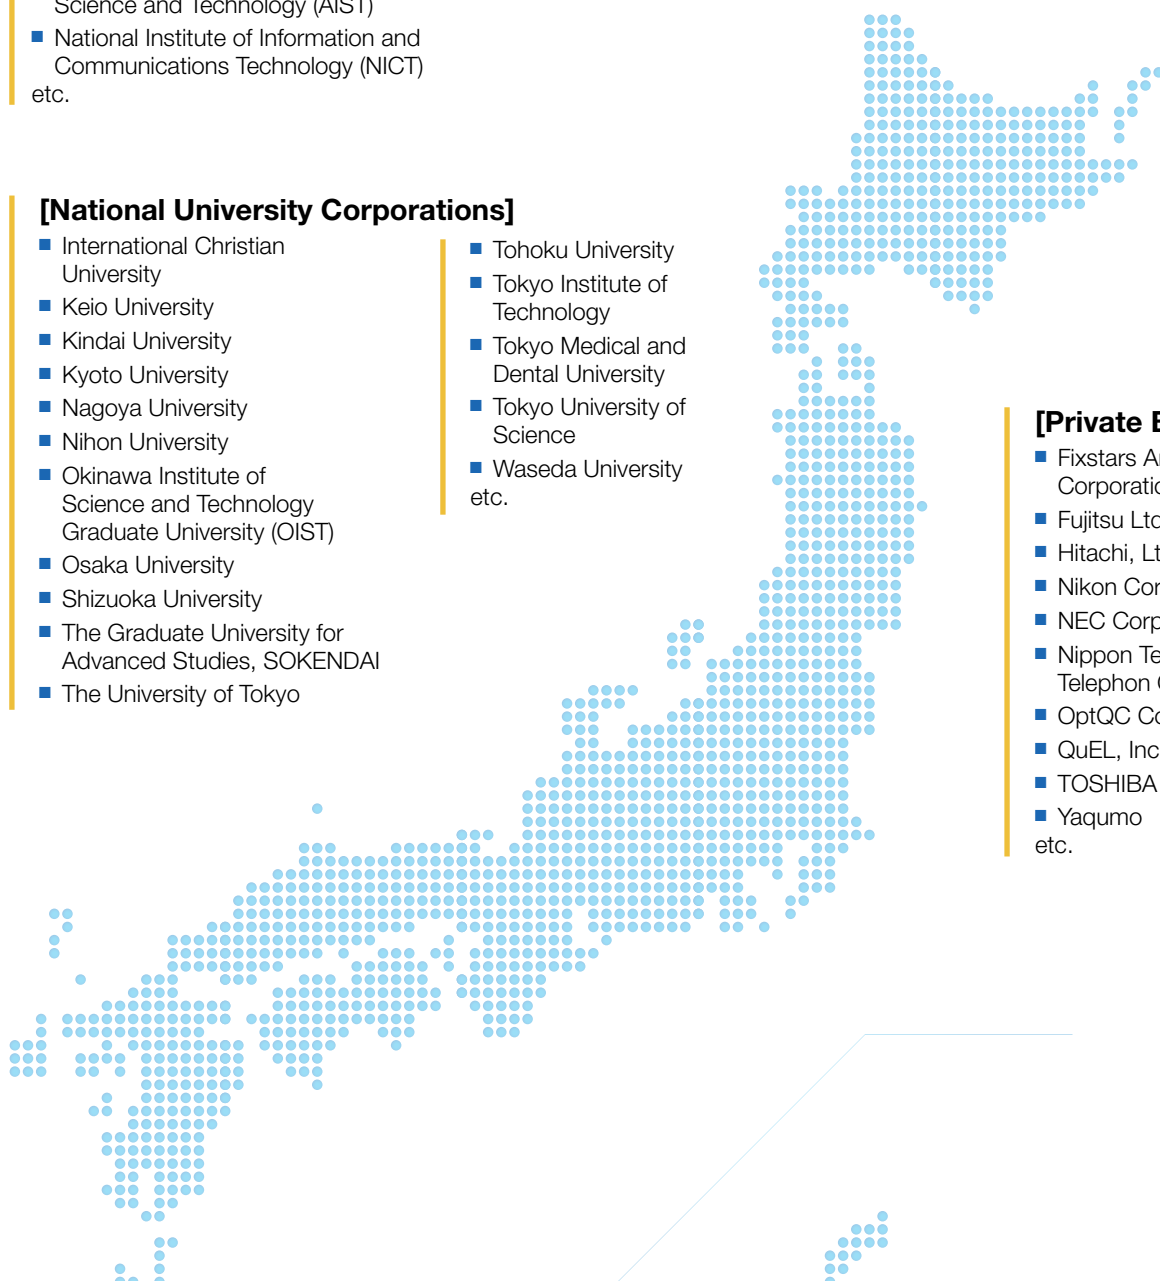 Science and Technology (AIST)
■ National Institute of Information and
Communications Technology (NICT)
etc.
[National University Corporations]
■ International Christian
University
■ Keio University
■ Kindai University
■ Kyoto University
■ Nagoya University
■ Nihon University
■ Okinawa Institute of
Science and Technology
Graduate University (OIST)
■ Osaka University
■ Shizuoka University
■ The Graduate University for
Advanced Studies, SOKENDAI
■ The University of Tokyo
■ Tohoku University
■ Tokyo Institute of
Technology
■ Tokyo Medical and
Dental University
■ Tokyo University of
Science
■ Waseda University
etc.
[Private
■ Fixstars
■ Fujitsu
■ Hitachi,
■ Nikon
■ NEC
■ Nippon
Telephon
■ OptQC
■ QuEL, Inc
■ TOSHIBA
■ Yaqumo
etc.